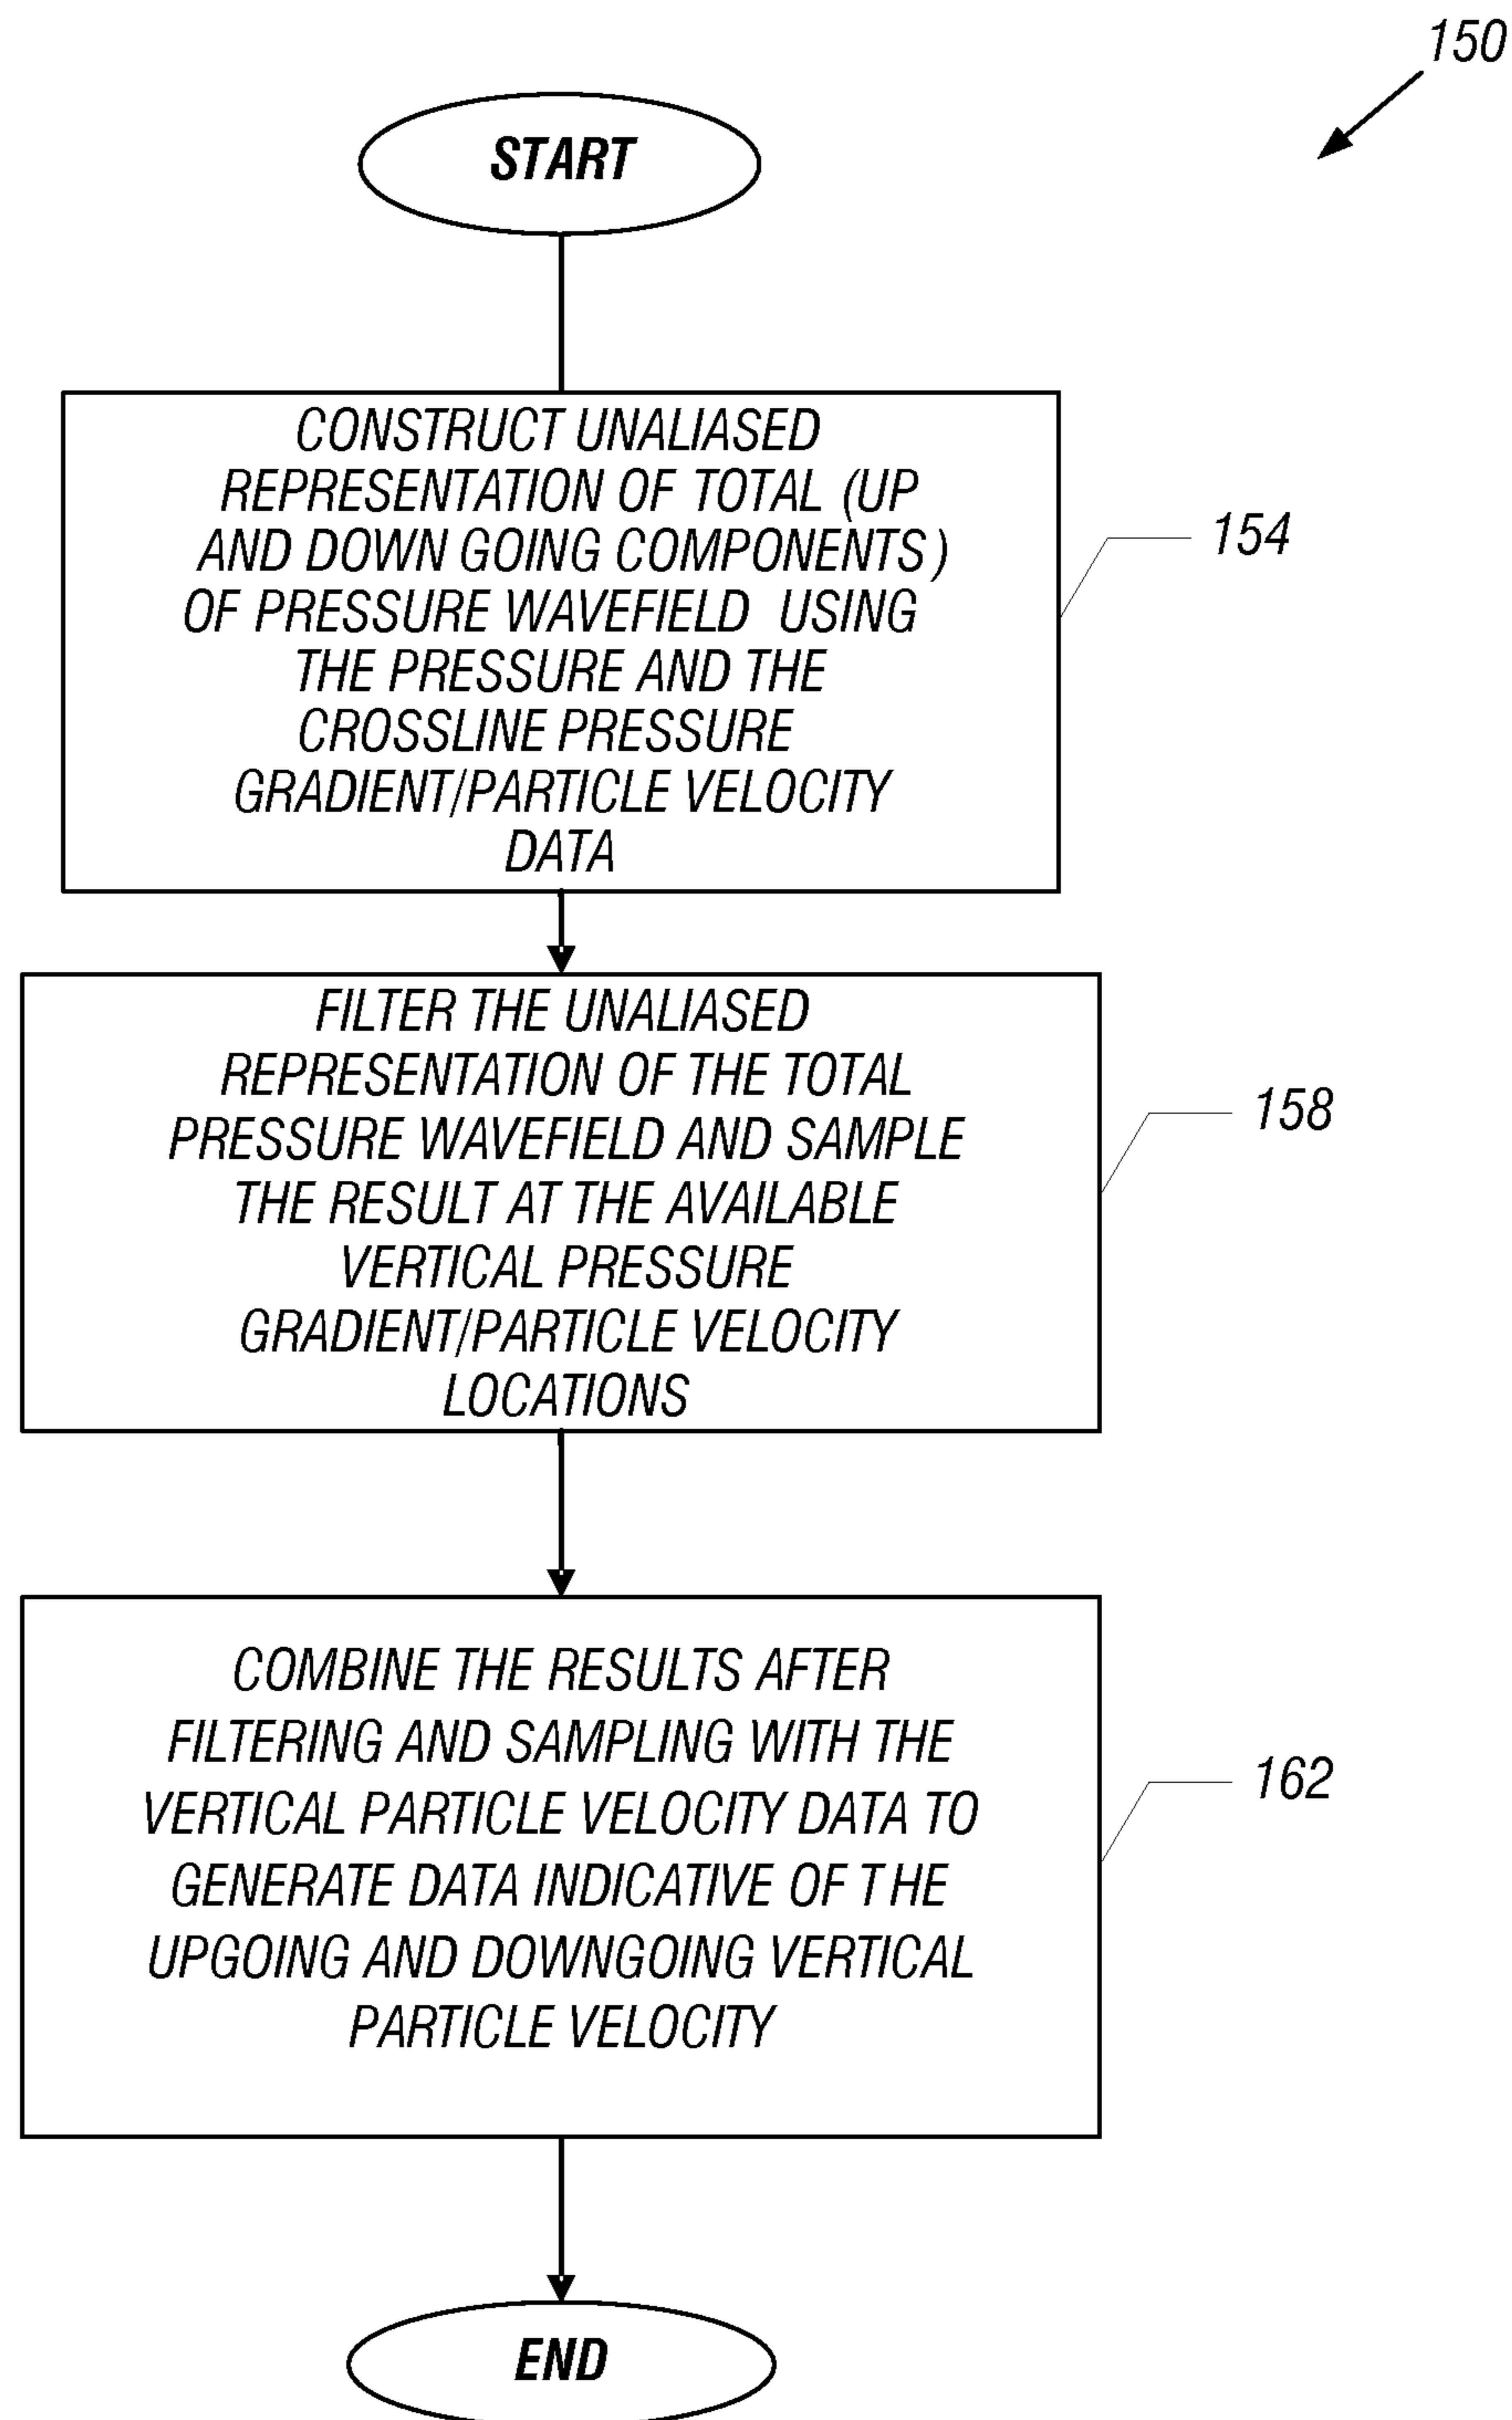 150
START
CONSTRUCT UNALIASED
REPRESENTATION OF TOTAL (UP
AND DOWN GOING COMPONENTS)
OF PRESSURE WAVEFIELD USING
THE PRESSURE AND THE
CROSSLINE PRESSURE
GRADIENT/PARTICLE VELOCITY
DATA
154
FILTER THE UNALIASED
REPRESENTATION OF THE TOTAL
PRESSURE WAVEFIELD AND SAMPLE
THE RESULT AT THE AVAILABLE
VERTICAL PRESSURE
GRADIENT/PARTICLE VELOCITY
LOCATIONS
158
COMBINE THE RESULTS AFTER
FILTERING AND SAMPLING WITH THE
VERTICAL PARTICLE VELOCITY DATA TO
GENERATE DATA INDICATIVE OF THE
UPGOING AND DOWNGOING VERTICAL
PARTICLE VELOCITY
162
END